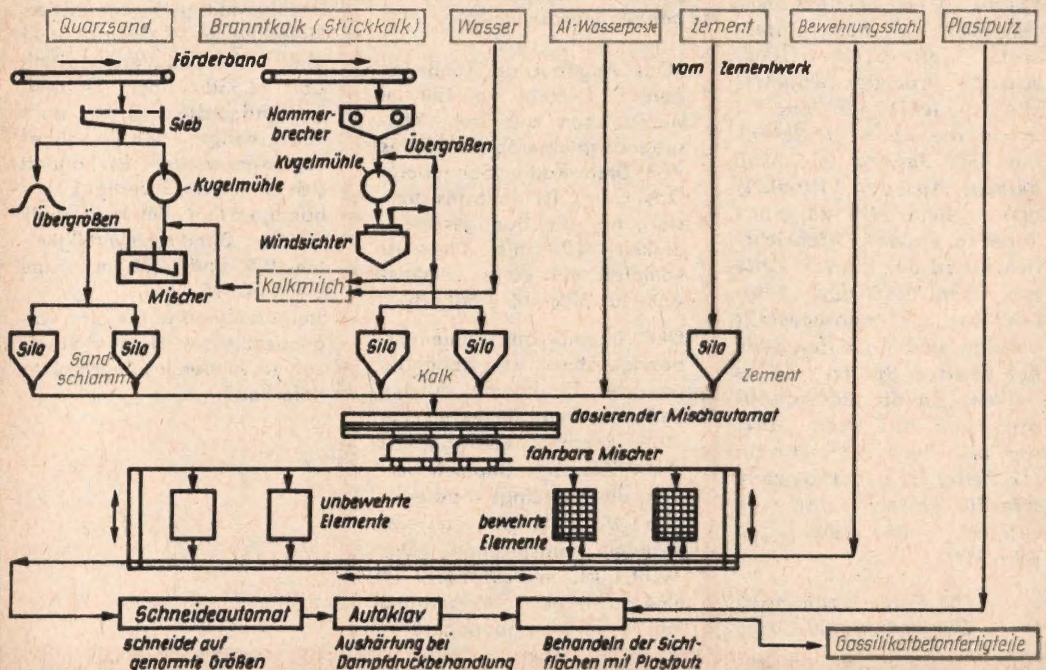 Quarzsand
Branntkalk (Stückkalk)
Wasser
Al-Wasserpaste
Zement
Bewehrungsstahl
Plastputz
Förderband
vom Zementwerk
Sieb
Hammer-
brecher
Übergrößen
Kugelmühle
Kugelmühle
Übergrößen
Windsichter
Mischer
Kalkmilch
Silo
Silo
Silo
Silo
Silo
Sand-
schlamm
Kalk
Zement
dosierender Mischautomat
fahrbare Mischer
unbewehrte
Elemente
bewehrte
Elemente
Schneideautomat
Autoklav
schneidet auf
genormte Größen
Aushärtung bei
Dampfdruckbehandlung
Behandeln der Sicht-
flächen mit Plastputz
Gassilikatbetonfertigteile